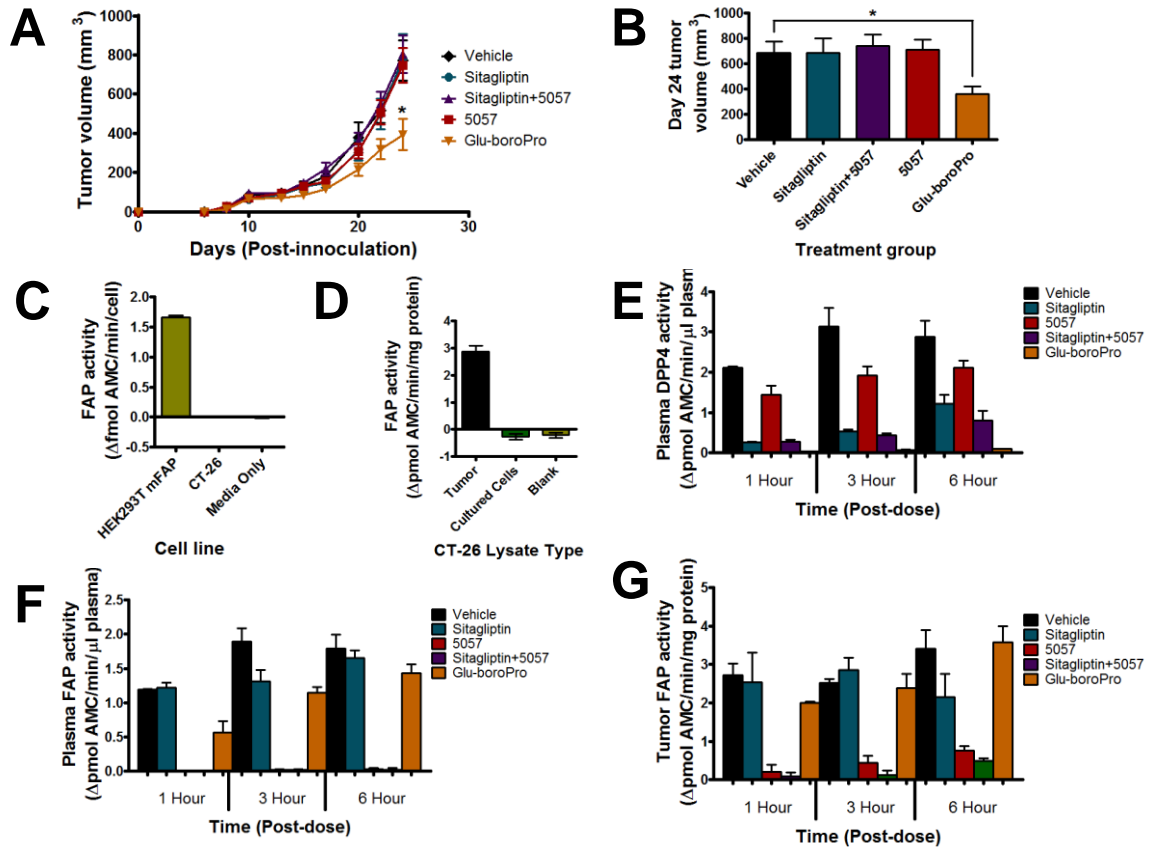 A
Tumor volume (mm 3)
1000
800
600
400
200
0
0
10
20
30
Days (Post-innoculation)
Vehicle
Sitagliptin
Sitagliptin+5057
5057
Glu-boroPro
*
B
Day 24 tumor
volume (mm 3)
1000
800
600
400
200
0
*
Vehicle
Sitagliptin
Sitagliptin+5057
5057
Glu-boroPro
Treatment group
C
FAP activity
(Δfmol AMC/min/cell)
2.0
1.5
1.0
0.5
0.0
-0.5
HEK293T mFAP
CT-26
Media Only
Cell line
D
FAP activity
(Δpmol AMC/min/mg protein)
4
3
2
1
0
-1
Tumor
Cultured Cells
Blank
CT-26 Lysate Type
E
Plasma DPP4 activity
(Δpmol AMC/min/ μl plasm
4
3
2
1
0
1 Hour
3 Hour
6 Hour
Time (Post-dose)
Vehicle
Sitagliptin
5057
Sitagliptin+5057
Glu-boroPro
F
Plasma FAP activity
(Δpmol AMC/min/μl plasma)
2.5
2.0
1.5
1.0
0.5
0.0
1 Hour
3 Hour
6 Hour
Time (Post-dose)
Vehicle
Sitagliptin
5057
Sitagliptin+5057
Glu-boroPro
G
Tumor FAP activity
(Δpmol AMC/min/mg protein)
5
4
3
2
1
0
1 Hour
3 Hour
6 Hour
Time (Post-dose)
Vehicle
Sitagliptin
5057
Sitagliptin+5057
Glu-boroPro